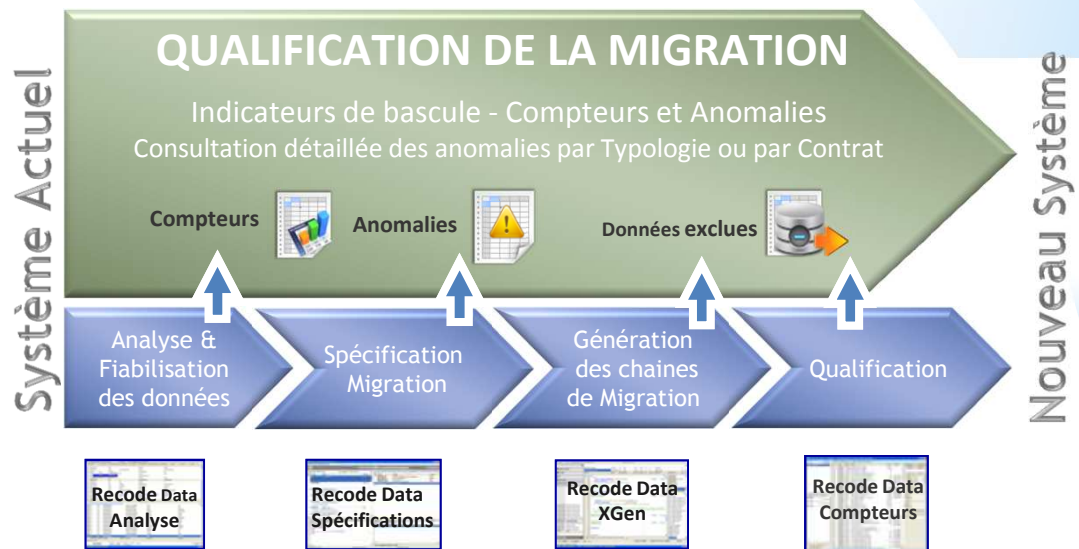 Système Actuel
QUALIFICATION DE LA MIGRATION
Indicateurs de bascule - Compteurs et Anomalies
Consultation détaillée des anomalies par Typologie ou par Contrat
Compteurs
Anomalies
Données exclues
Analyse &
Fiabilisation
des données
Spécification
Migration
Génération
des chaines
de Migration
Qualification
Nouveau Système
Recode Data
Analyse
Recode Data
Spécifications
Recode Data
XGen
Recode Data
Compteurs